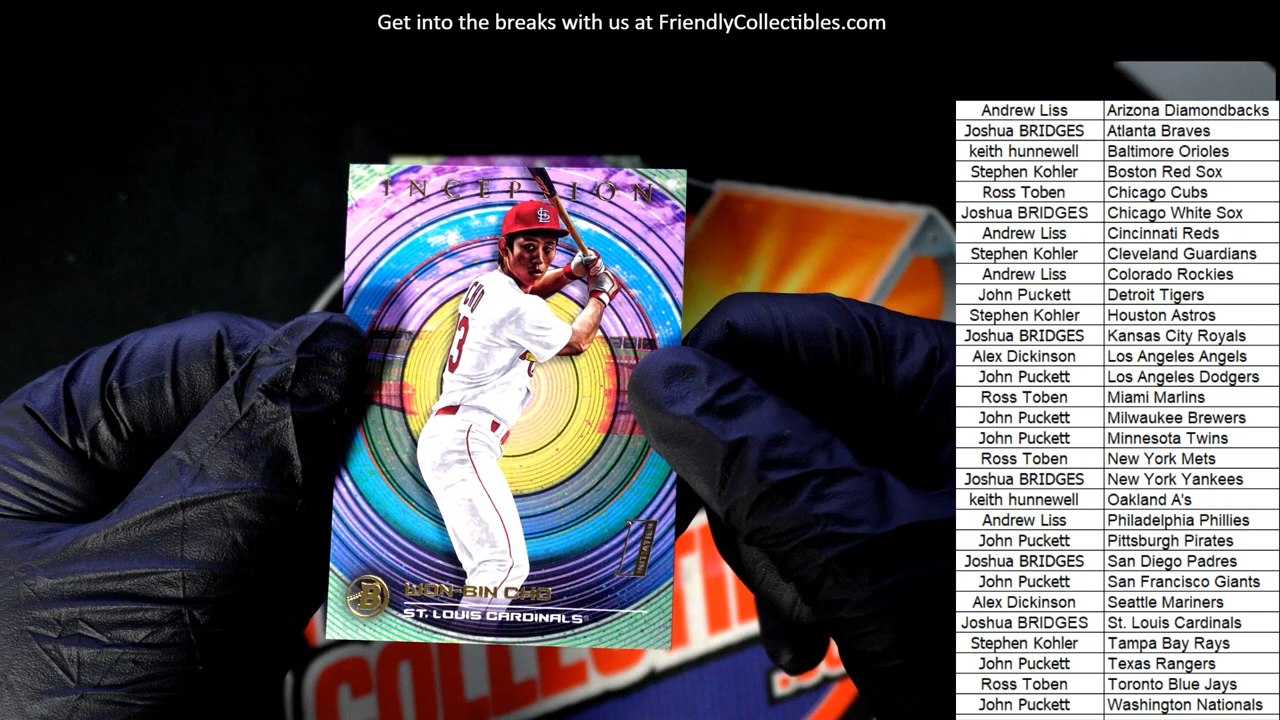 Get into the breaks with us at FriendlyCollectibles.com
INCEPTION
CHO
3
WON-BIN CHO
ST. LOUIS CARDINALS
Andrew Liss Arizona Diamondbacks
Joshua BRIDGES Atlanta Braves
keith hunnewell Baltimore Orioles
Stephen Kohler Boston Red Sox
Ross Toben Chicago Cubs
Joshua BRIDGES Chicago White Sox
Andrew Liss Cincinnati Reds
Stephen Kohler Cleveland Guardians
Andrew Liss Colorado Rockies
John Puckett Detroit Tigers
Stephen Kohler Houston Astros
Joshua BRIDGES Kansas City Royals
Alex Dickinson Los Angeles Angels
John Puckett Los Angeles Dodgers
Ross Toben Miami Marlins
John Puckett Milwaukee Brewers
John Puckett Minnesota Twins
Ross Toben New York Mets
Joshua BRIDGES New York Yankees
keith hunnewell Oakland A's
Andrew Liss Philadelphia Phillies
John Puckett Pittsburgh Pirates
Joshua BRIDGES San Diego Padres
John Puckett San Francisco Giants
Alex Dickinson Seattle Mariners
Joshua BRIDGES St. Louis Cardinals
Stephen Kohler Tampa Bay Rays
John Puckett Texas Rangers
Ross Toben Toronto Blue Jays
John Puckett Washington Nationals